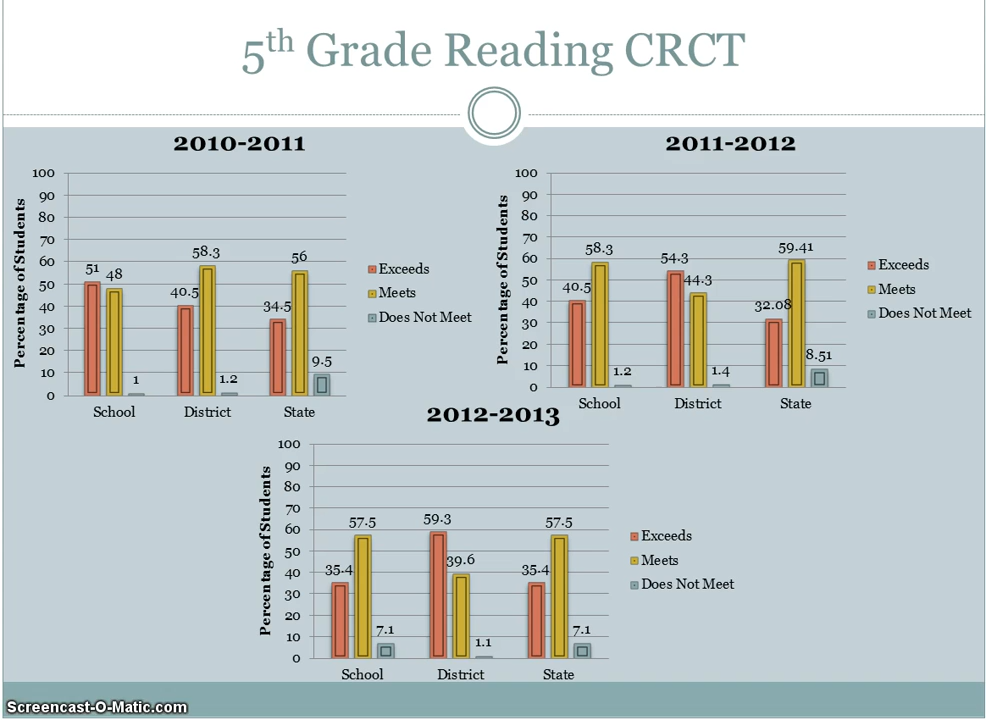 5th Grade Reading CRCT
2010-2011
Percentage of Students
100
90
80
70
60
50
40
30
20
10
0
51
48
1
40.5
58.3
1.2
34.5
56
9.5
School
District
State
Exceeds
Meets
Does Not Meet
2011-2012
Percentage of Students
100
90
80
70
60
50
40
30
20
10
0
40.5
58.3
1.2
54.3
44.3
1.4
32.08
59.41
8.51
School
District
State
Exceeds
Meets
Does Not Meet
2012-2013
Percentage of Students
100
90
80
70
60
50
40
30
20
10
0
35.4
57.5
7.1
59.3
39.6
1.1
35.4
57.5
7.1
School
District
State
Exceeds
Meets
Does Not Meet
Screencast-O-Matic.com